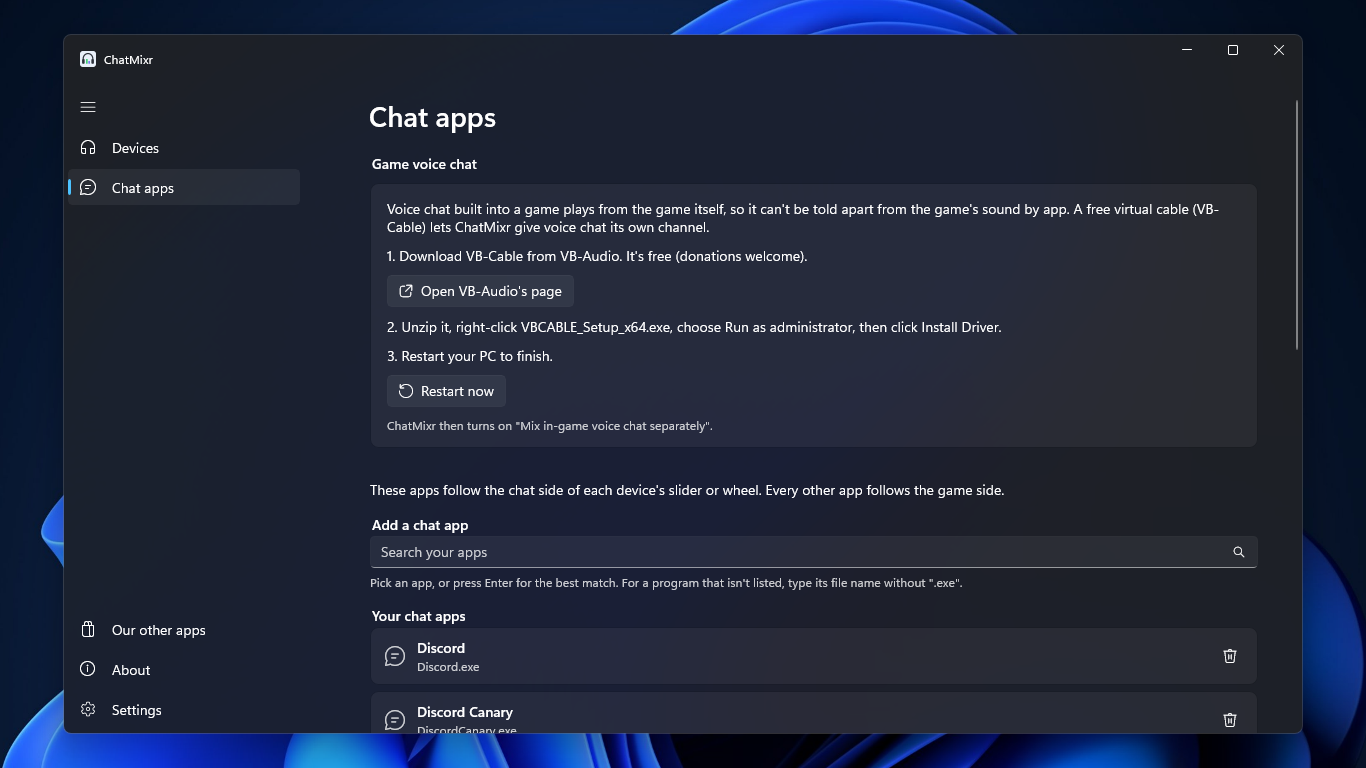 ChatMixr
Devices
Chat apps
Chat apps
Game voice chat
Voice chat built into a game plays from the game itself, so it can't be told apart from the game's sound by app. A free virtual cable (VB-
Cable) lets ChatMixr give voice chat its own channel.
1. Download VB-Cable from VB-Audio. It's free (donations welcome).
Open VB-Audio's page
2. Unzip it, right-click VBCABLE_Setup_x64.exe, choose Run as administrator, then click Install Driver.
3. Restart your PC to finish.
Restart now
ChatMixr then turns on "Mix in-game voice chat separately".
These apps follow the chat side of each device's slider or wheel. Every other app follows the game side.
Add a chat app
Search your apps
Pick an app, or press Enter for the best match. For a program that isn't listed, type its file name without ".exe".
Your chat apps
Discord
Discord.exe
Discord Canary
DiscordCanary.exe
Our other apps
About
Settings